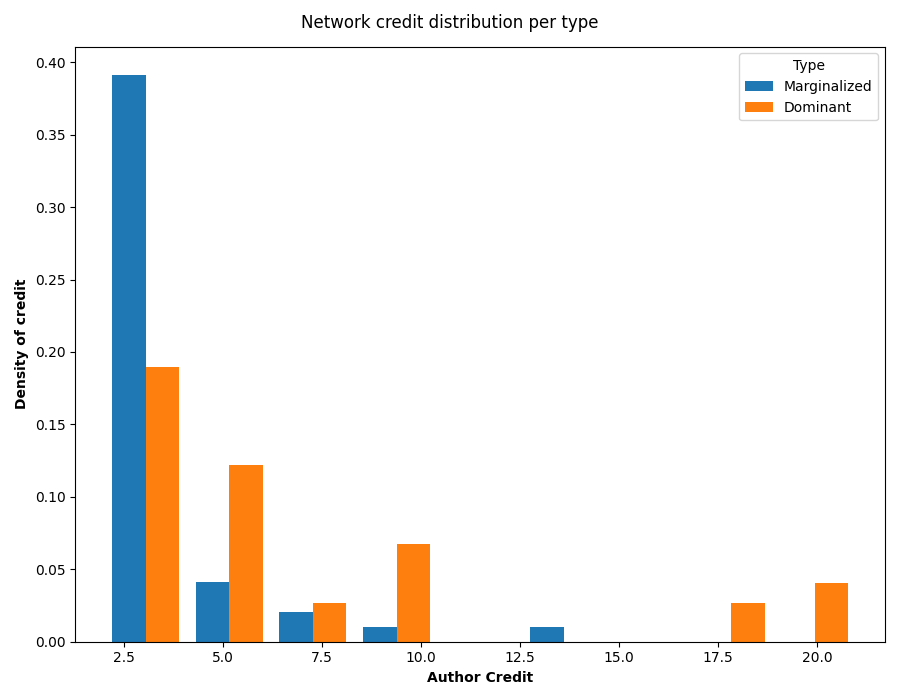 Network credit distribution per type
Type
Marginalized
Dominant
0.40
0.35
0.30
0.25
0.20
0.15
0.10
0.05
0.00
Density of credit
2.5 5.0 7.5 10.0 12.5 15.0 17.5 20.0
Author Credit